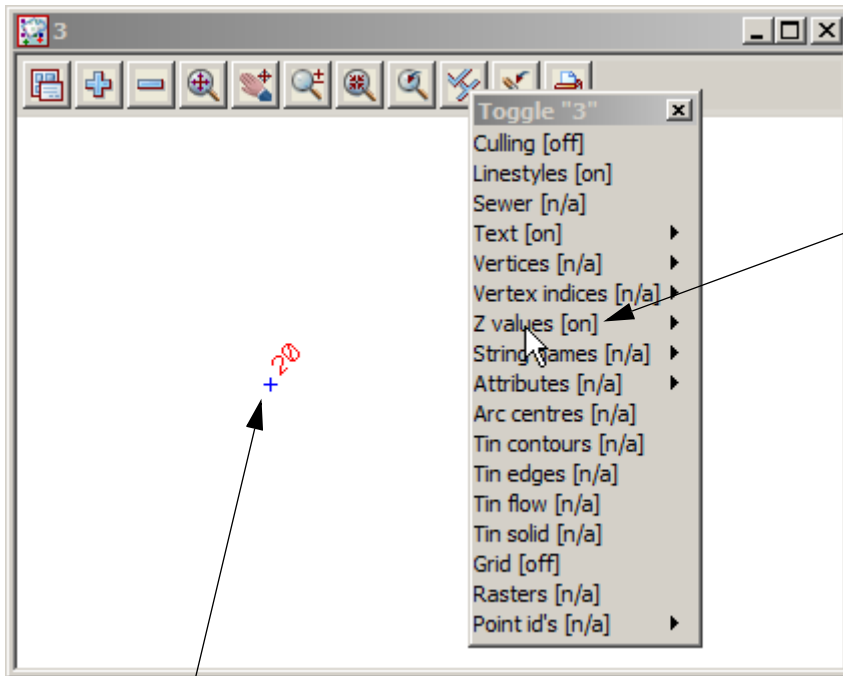 3
Toggle "3"
Culling [off]
Linestyles [on]
Sewer [n/a]
Text [on]
Vertices [n/a]
Vertex indices [n/a]
Z values [on]
String names [n/a]
Attributes [n/a]
Arc centres [n/a]
Tin contours [n/a]
Tin edges [n/a]
Tin flow [n/a]
Tin solid [n/a]
Grid [off]
Rasters [n/a]
Point id's [n/a]
20